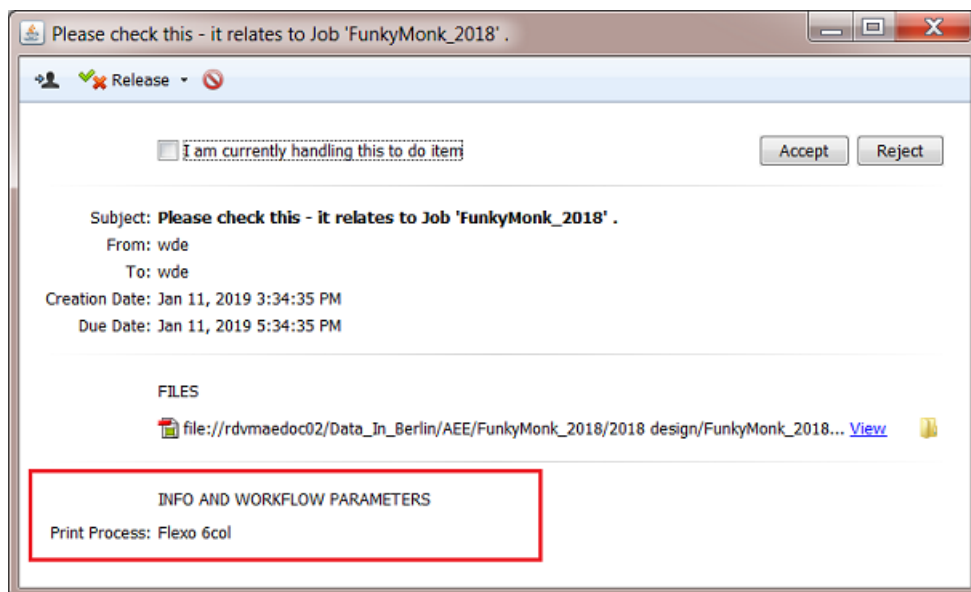 Please check this - it relates to Job 'FunkyMonk_2018' .
Release
I am currently handling this to do item
Accept Reject
Subject: Please check this - it relates to Job 'FunkyMonk_2018' .
From: wde
To: wde
Creation Date: Jan 11, 2019 3:34:35 PM
Due Date: Jan 11, 2019 5:34:35 PM
FILES
file://rdvmaedoc02/Data_In_Berlin/AEE/FunkyMonk_2018/2018 design/FunkyMonk_2018... View
INFO AND WORKFLOW PARAMETERS
Print Process: Flexo 6col